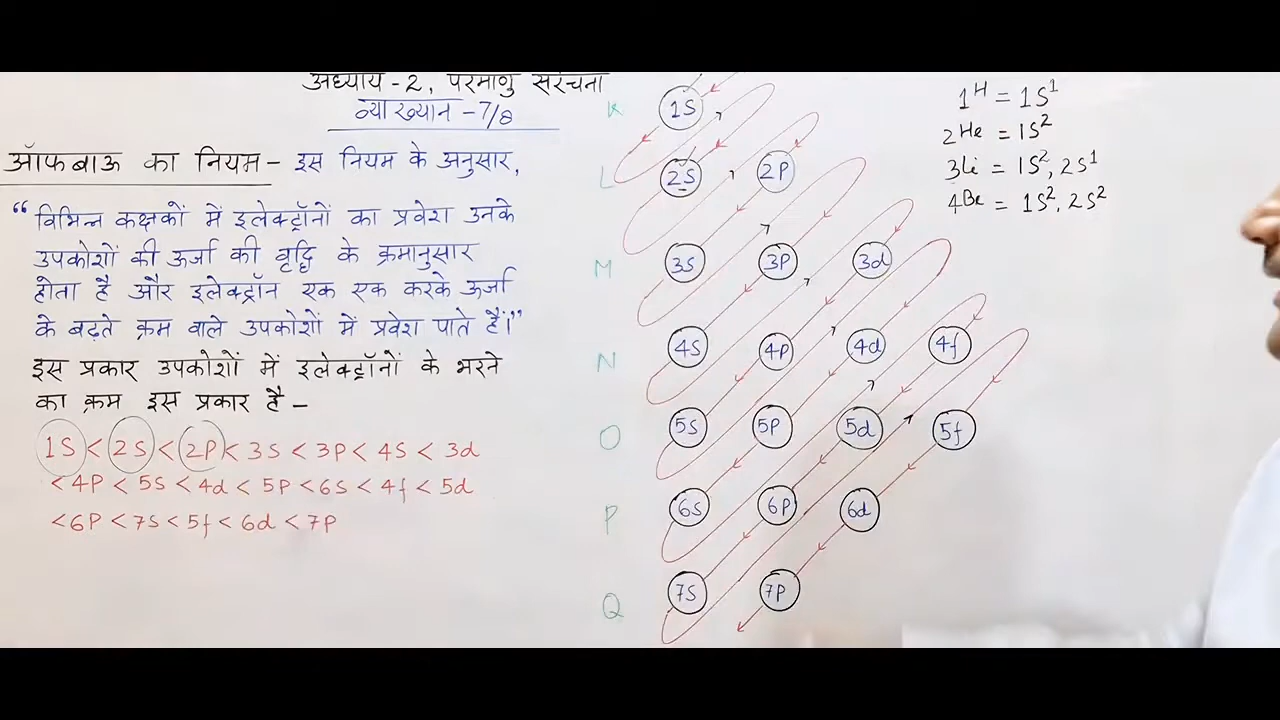 अध्याय -2, परमाणु संरचना
व्याख्यान -7/8
ऑफबाऊ का नियम- इस नियम के अनुसार,
“विभिन्न कक्षकों में इलेक्ट्रॉनों का प्रवेश उनके
उपकोशों की ऊर्जा की वृद्धि के क्रमानुसार
होता है और इलेक्ट्रॉन एक एक करके ऊर्जा
के बढ़ते क्रम वाले उपकोशों में प्रवेश पाते हैं।”
इस प्रकार उपकोशों में इलेक्ट्रॉनों के भरने
का क्रम इस प्रकार है -
1S < 2S < 2P < 3S < 3P < 4S < 3d
< 4P < 5S < 4d < 5P < 6S < 4f < 5d
< 6P < 7S < 5f < 6d < 7P
K 1S
L 2S 2P
M 3S 3P 3d
N 4S 4P 4d 4f
O 5S 5P 5d 5f
P 6S 6P 6d
Q 7S 7P
1H = 1S¹
2He = 1S²
3Li = 1S², 2S¹
4Be = 1S², 2S²